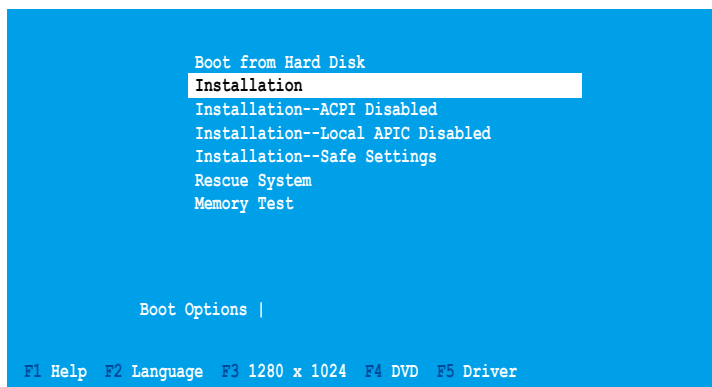 Boot from Hard Disk
Installation
Installation--ACPI Disabled
Installation--Local APIC Disabled
Installation--Safe Settings
Rescue System
Memory Test
Boot Options |
F1 Help F2 Language F3 1280 x 1024 F4 DVD F5 Driver